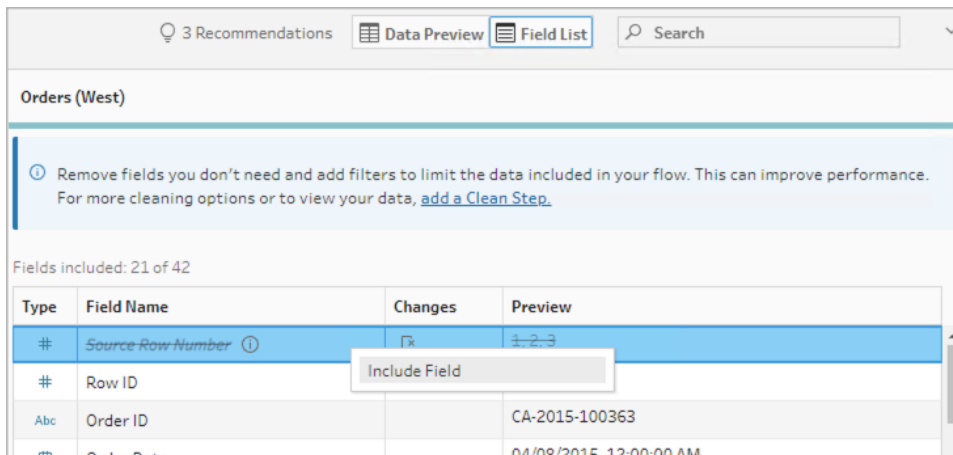 3 Recommendations Data Preview Field List Search
Orders (West)
Remove fields you don't need and add filters to limit the data included in your flow. This can improve performance.
For more cleaning options or to view your data, add a Clean Step.
Fields included: 21 of 42
Type Field Name Changes Preview
# Source Row Number 1, 2, 3
Include Field
# Row ID
Abc Order ID CA-2015-100363
04/08/2015, 12:00:00 AM